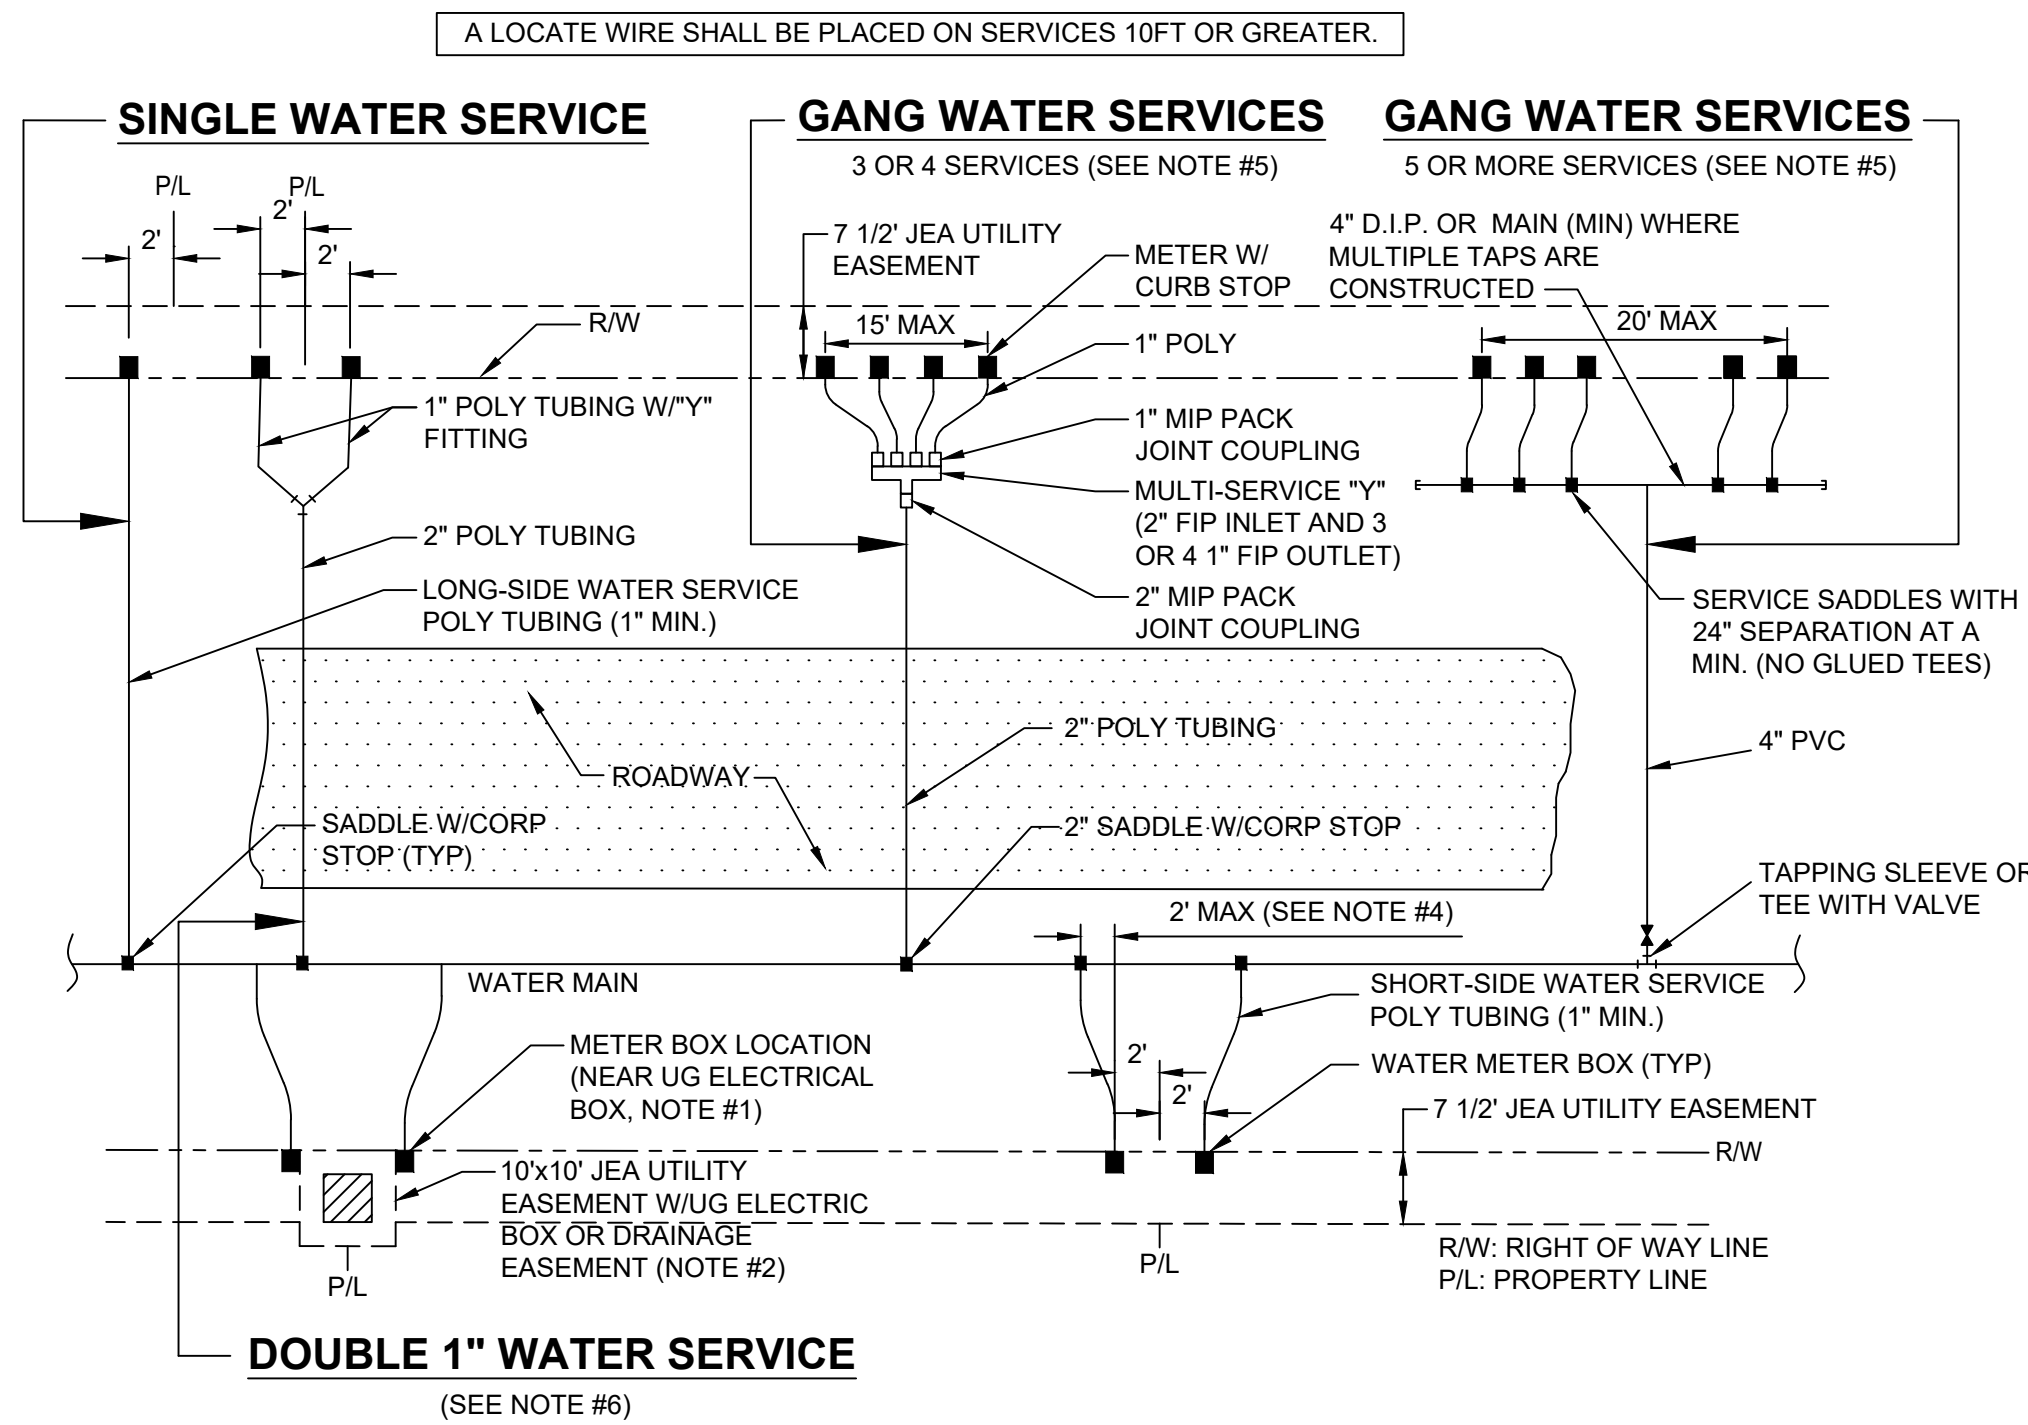 A LOCATE WIRE SHALL BE PLACED ON SERVICES 10FT OR GREATER.
SINGLE WATER SERVICE
GANG WATER SERVICES
3 OR 4 SERVICES (SEE NOTE #5)
GANG WATER SERVICES
5 OR MORE SERVICES (SEE NOTE #5)
P/L
P/L
2'
2'
2'
R/W
7 1/2' JEA UTILITY
EASEMENT
METER W/
CURB STOP
15' MAX
1" POLY
4" D.I.P. OR MAIN (MIN) WHERE
MULTIPLE TAPS ARE
CONSTRUCTED
20' MAX
1" POLY TUBING W/"Y"
FITTING
1" MIP PACK
JOINT COUPLING
MULTI-SERVICE "Y"
(2" FIP INLET AND 3
OR 4 1" FIP OUTLET)
2" POLY TUBING
LONG-SIDE WATER SERVICE
POLY TUBING (1" MIN.)
2" MIP PACK
JOINT COUPLING
SERVICE SADDLES WITH
24" SEPARATION AT A
MIN. (NO GLUED TEES)
2" POLY TUBING
4" PVC
ROADWAY
SADDLE W/CORP
STOP (TYP)
2" SADDLE W/CORP STOP
TAPPING SLEEVE OR
TEE WITH VALVE
2' MAX (SEE NOTE #4)
WATER MAIN
SHORT-SIDE WATER SERVICE
POLY TUBING (1" MIN.)
METER BOX LOCATION
(NEAR UG ELECTRICAL
BOX, NOTE #1)
2'
2'
WATER METER BOX (TYP)
7 1/2' JEA UTILITY EASEMENT
R/W
10'x10' JEA UTILITY
EASEMENT W/UG ELECTRIC
BOX OR DRAINAGE
EASEMENT (NOTE #2)
P/L
P/L
R/W: RIGHT OF WAY LINE
P/L: PROPERTY LINE
DOUBLE 1" WATER SERVICE
(SEE NOTE #6)